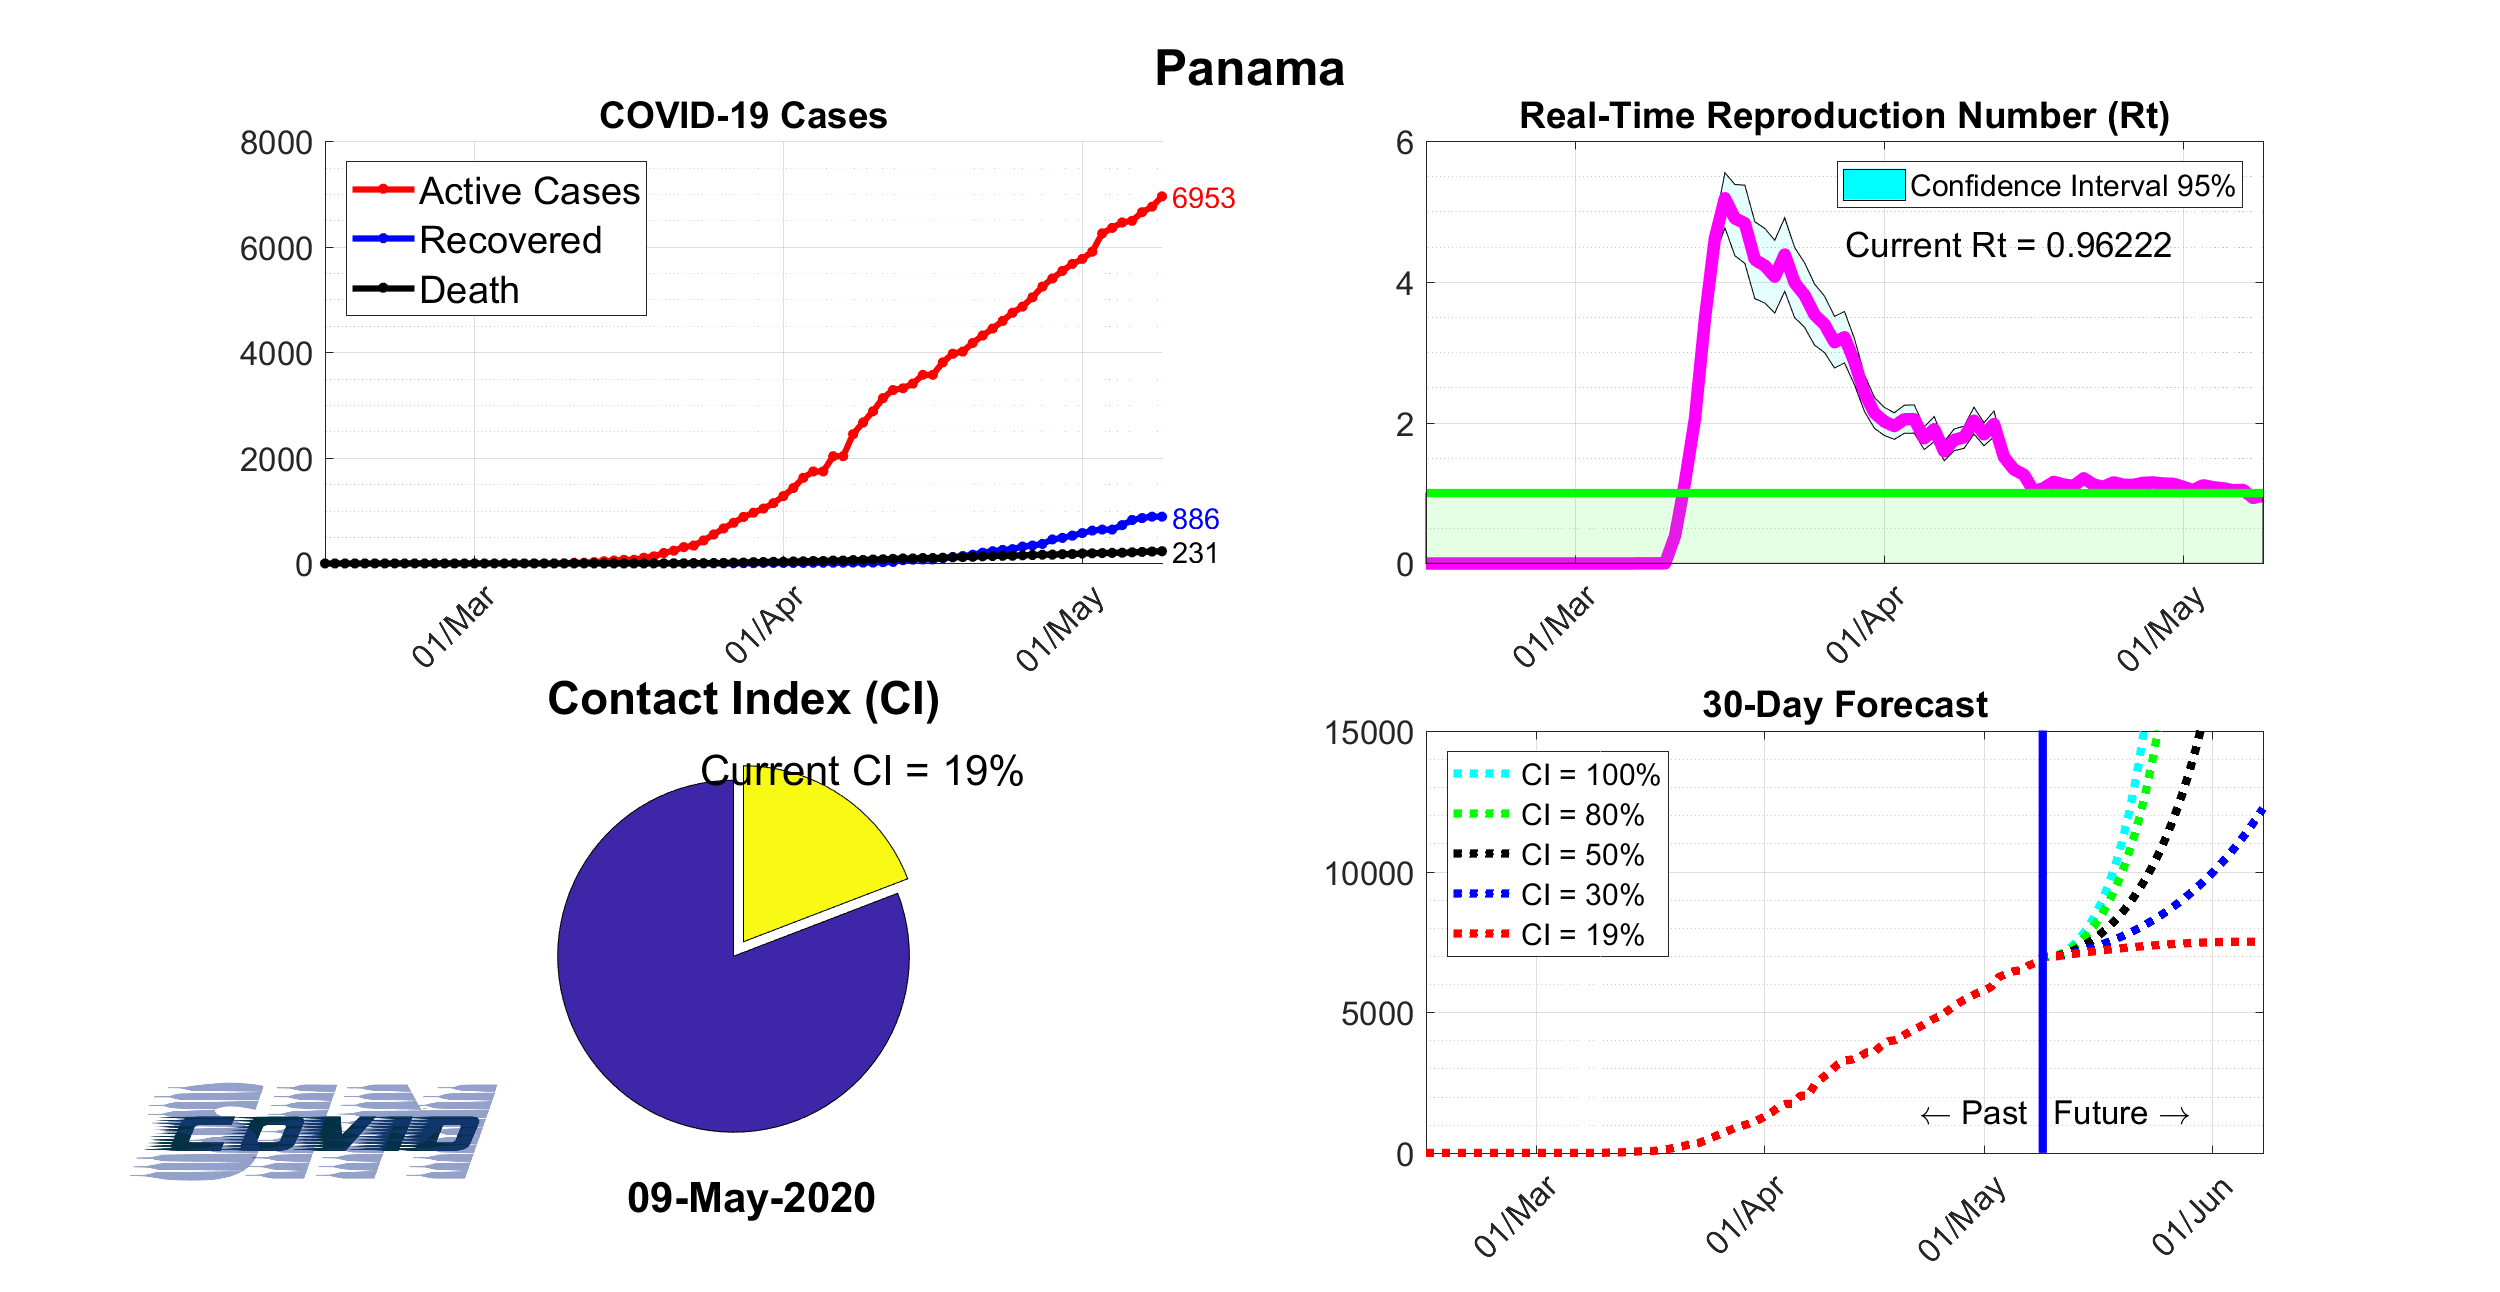 Panama
COVID-19 Cases
8000
6000
4000
2000
0
Active Cases
Recovered
Death
6953
886
231
01/Mar
01/Apr
01/May
Real-Time Reproduction Number (Rt)
6
4
2
0
Confidence Interval 95%
Current Rt = 0.96222
01/Mar
01/Apr
01/May
Contact Index (CI)
Current CI = 19%
SIM
COVID
09-May-2020
30-Day Forecast
15000
10000
5000
0
CI = 100%
CI = 80%
CI = 50%
CI = 30%
CI = 19%
← Past
Future →
01/Mar
01/Apr
01/May
01/Jun